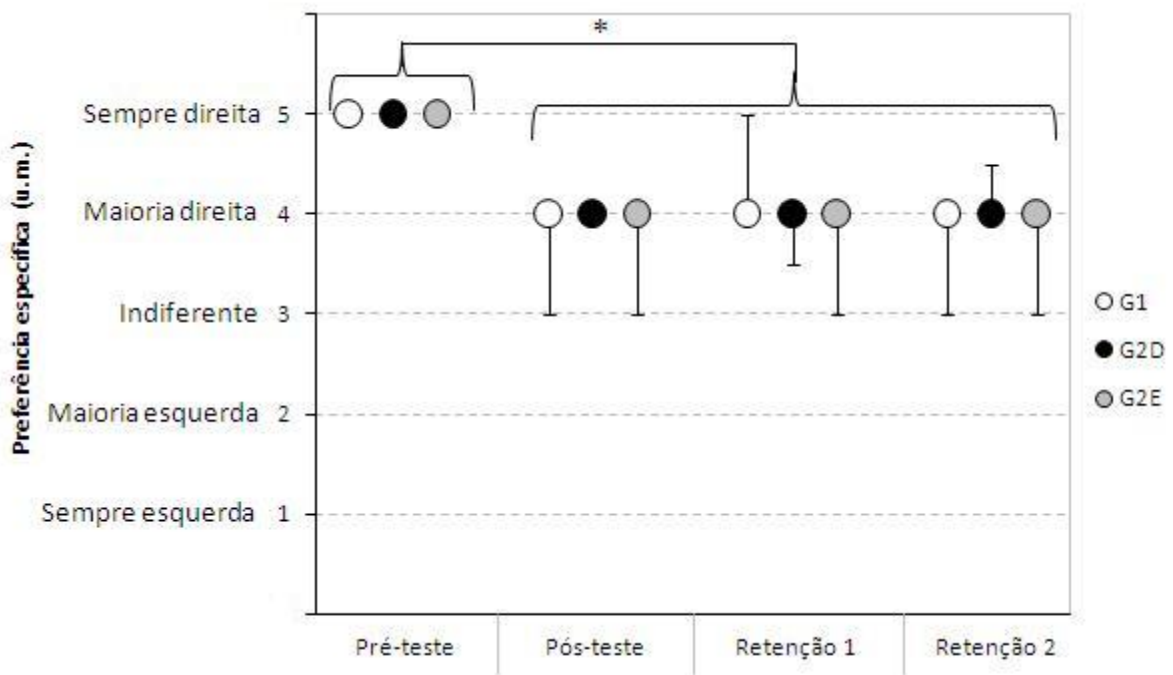 *
Preferência específica (u.m.)
Sempre direita 5
Maioria direita 4
Indiferente 3
Maioria esquerda 2
Sempre esquerda 1
G1
G2D
G2E
Pré-teste
Pós-teste
Retenção 1
Retenção 2